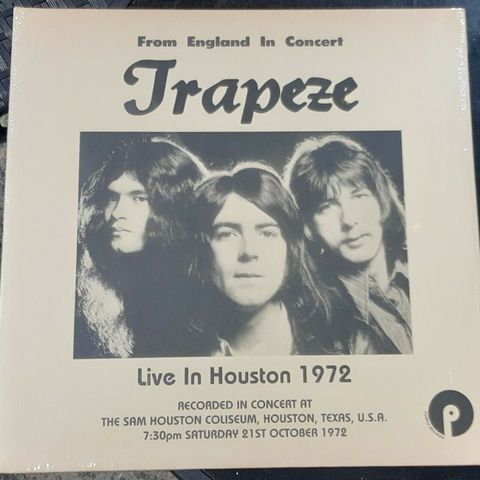 From England In Concert
Trapeze
Live In Houston 1972
RECORDED IN CONCERT AT
THE SAM HOUSTON COLISEUM, HOUSTON, TEXAS, U.S.A.
7:30pm SATURDAY 21ST OCTOBER 1972